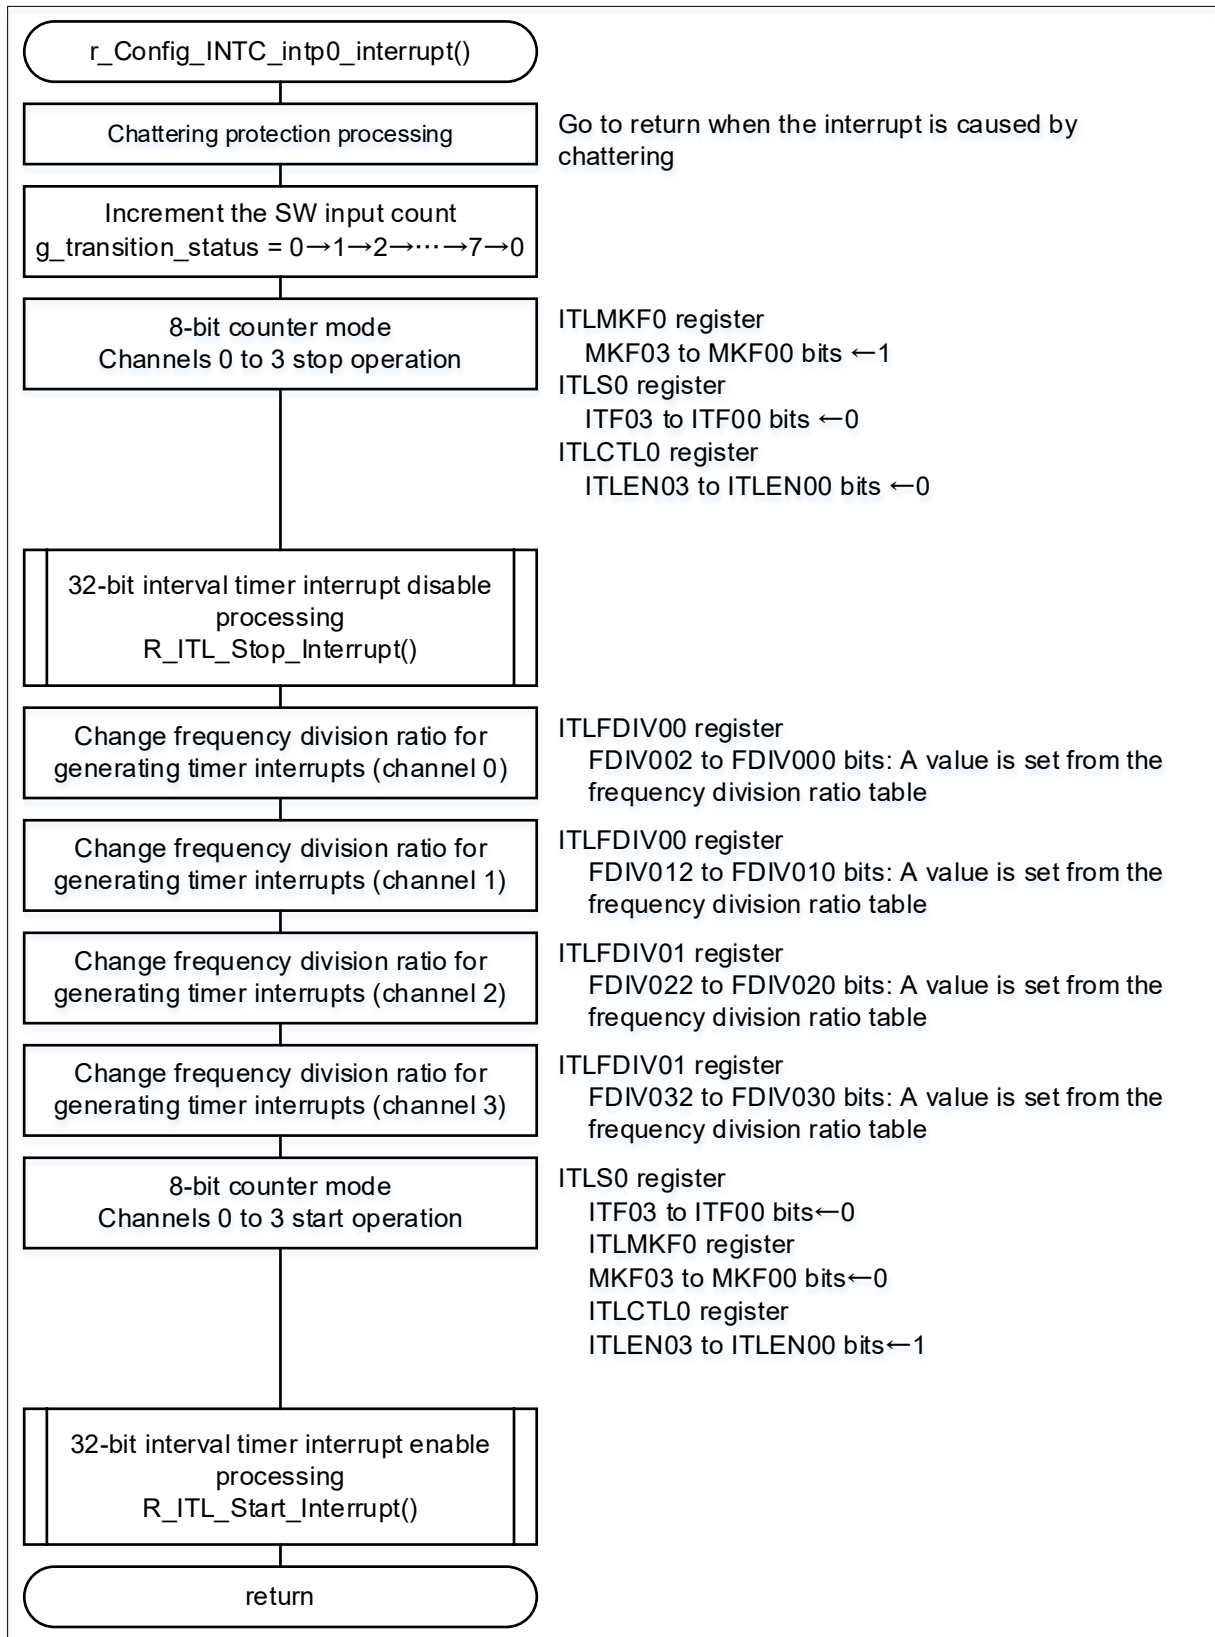 r_Config_INTC_intp0_interrupt()
Chattering protection processing
Go to return when the interrupt is caused by
chattering
Increment the SW input count
g_transition_status = 0→1→2→⋯→7→0
8-bit counter mode
Channels 0 to 3 stop operation
ITLMKF0 register
MKF03 to MKF00 bits ←1
ITLS0 register
ITF03 to ITF00 bits ←0
ITLCTL0 register
ITLEN03 to ITLEN00 bits ←0
32-bit interval timer interrupt disable
processing
R_ITL_Stop_Interrupt()
Change frequency division ratio for
generating timer interrupts (channel 0)
ITLFDIV00 register
FDIV002 to FDIV000 bits: A value is set from the
frequency division ratio table
Change frequency division ratio for
generating timer interrupts (channel 1)
ITLFDIV00 register
FDIV012 to FDIV010 bits: A value is set from the
frequency division ratio table
Change frequency division ratio for
generating timer interrupts (channel 2)
ITLFDIV01 register
FDIV022 to FDIV020 bits: A value is set from the
frequency division ratio table
Change frequency division ratio for
generating timer interrupts (channel 3)
ITLFDIV01 register
FDIV032 to FDIV030 bits: A value is set from the
frequency division ratio table
8-bit counter mode
Channels 0 to 3 start operation
ITLS0 register
ITF03 to ITF00 bits←0
ITLMKF0 register
MKF03 to MKF00 bits←0
ITLCTL0 register
ITLEN03 to ITLEN00 bits←1
32-bit interval timer interrupt enable
processing
R_ITL_Start_Interrupt()
return